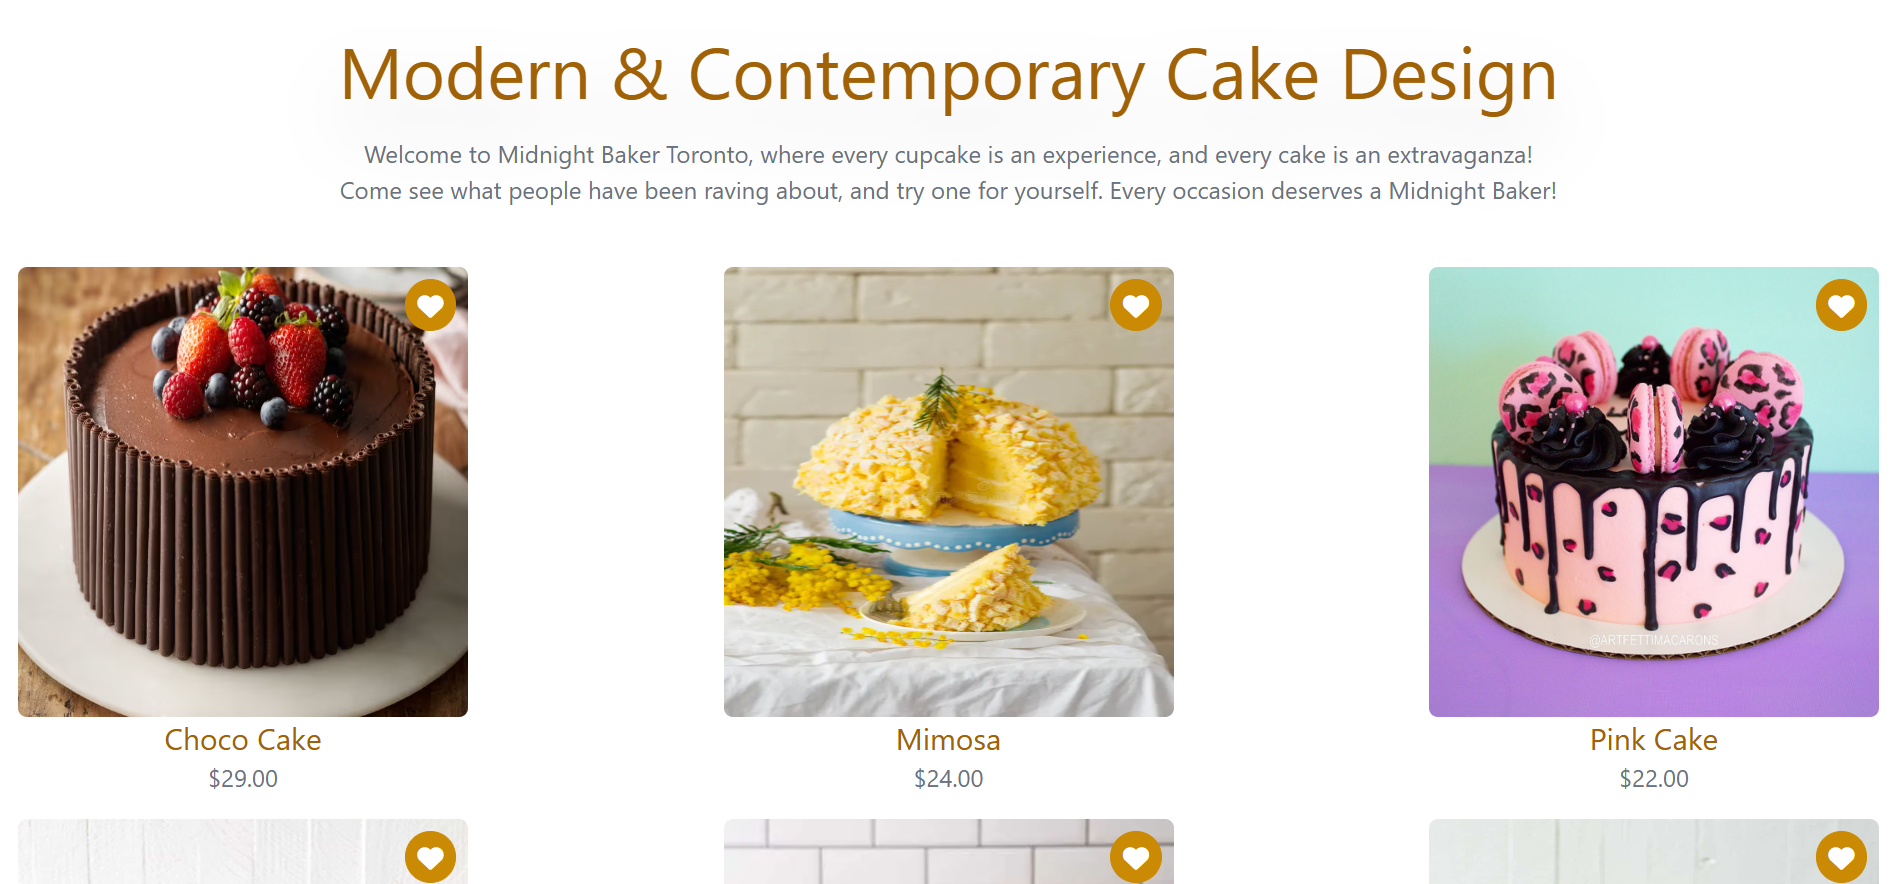 Modern & Contemporary Cake Design
Welcome to Midnight Baker Toronto, where every cupcake is an experience, and every cake is an extravaganza!
Come see what people have been raving about, and try one for yourself. Every occasion deserves a Midnight Baker!
@ARTFETTIMACARONS
Choco Cake
$29.00
Mimosa
$24.00
Pink Cake
$22.00